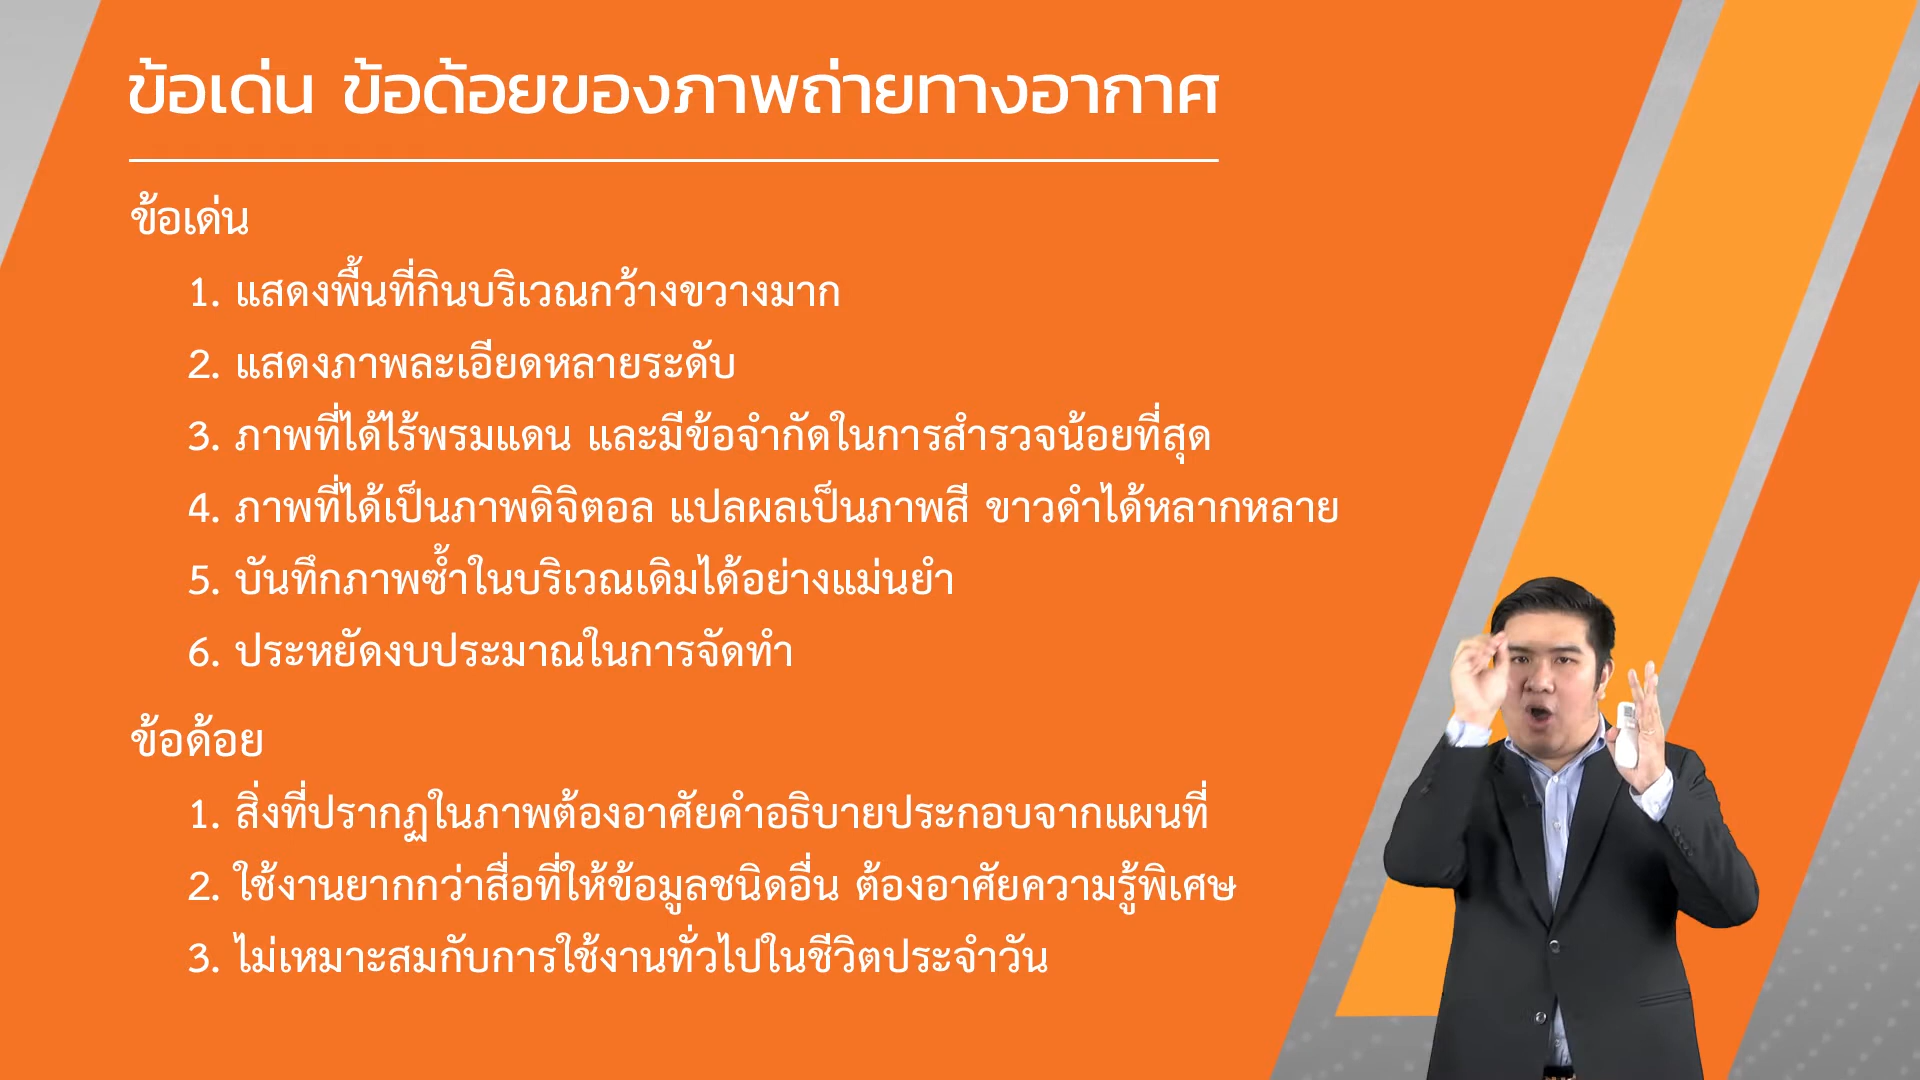 ข้อเด่น ข้อด้อยของภาพถ่ายทางอากาศ
ข้อเด่น
1. แสดงพื้นที่กินบริเวณกว้างขวางมาก
2. แสดงภาพละเอียดหลายระดับ
3. ภาพที่ได้ไร้พรมแดน และมีข้อจำกัดในการสำรวจน้อยที่สุด
4. ภาพที่ได้เป็นภาพดิจิตอล แปลผลเป็นภาพสี ขาวดำได้หลากหลาย
5. บันทึกภาพซ้ำในบริเวณเดิมได้อย่างแม่นยำ
6. ประหยัดงบประมาณในการจัดทำ
ข้อด้อย
1. สิ่งที่ปรากฏในภาพต้องอาศัยคำอธิบายประกอบจากแผนที่
2. ใช้งานยากกว่าสื่อที่ให้ข้อมูลชนิดอื่น ต้องอาศัยความรู้พิเศษ
3. ไม่เหมาะสมกับการใช้งานทั่วไปในชีวิตประจำวัน